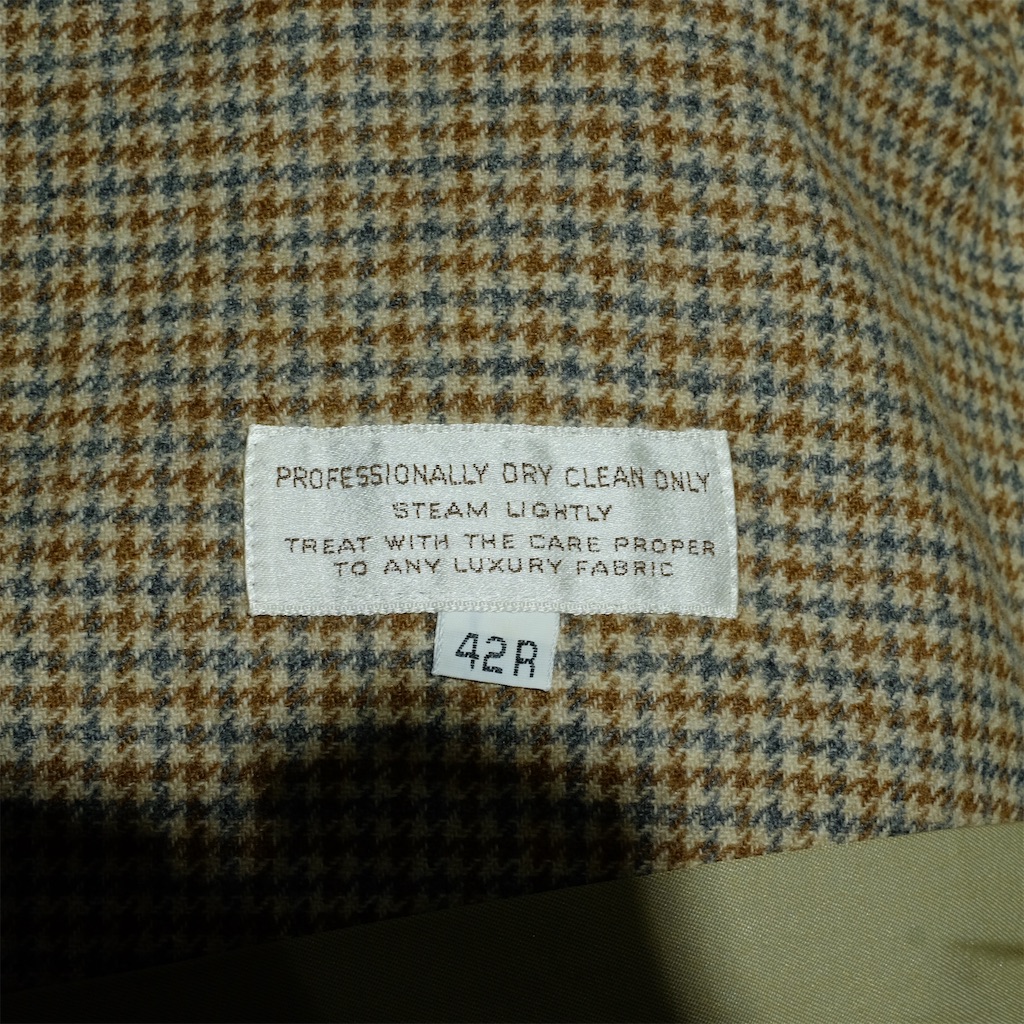 PROFESSIONALLY DRY CLEAN ONLY
STEAM LIGHTLY
TREAT WITH THE CARE PROPER
TO ANY LUXURY FABRIC
42R